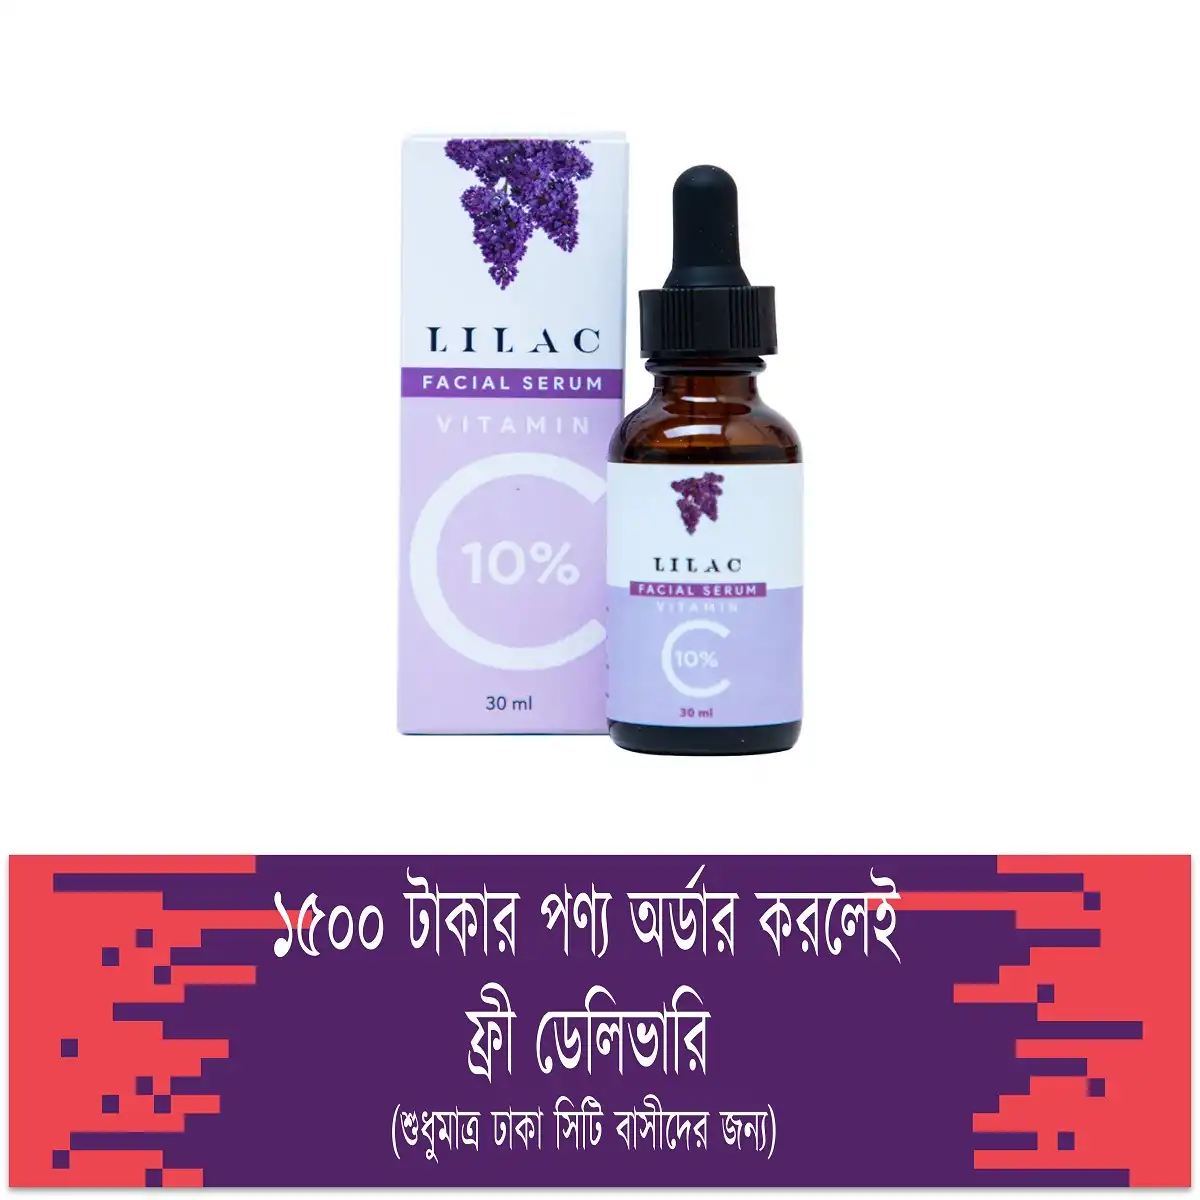 LILAC
FACIAL SERUM
VITAMIN
C
10%
30 ml
LILAC
FACIAL SERUM
VITAMIN
C
10%
30 ml
১৫০০ টাকার পণ্য অর্ডার করলেই
ফ্রী ডেলিভারি
(শুধুমাত্র ঢাকা সিটি বাসীদের জন্য)